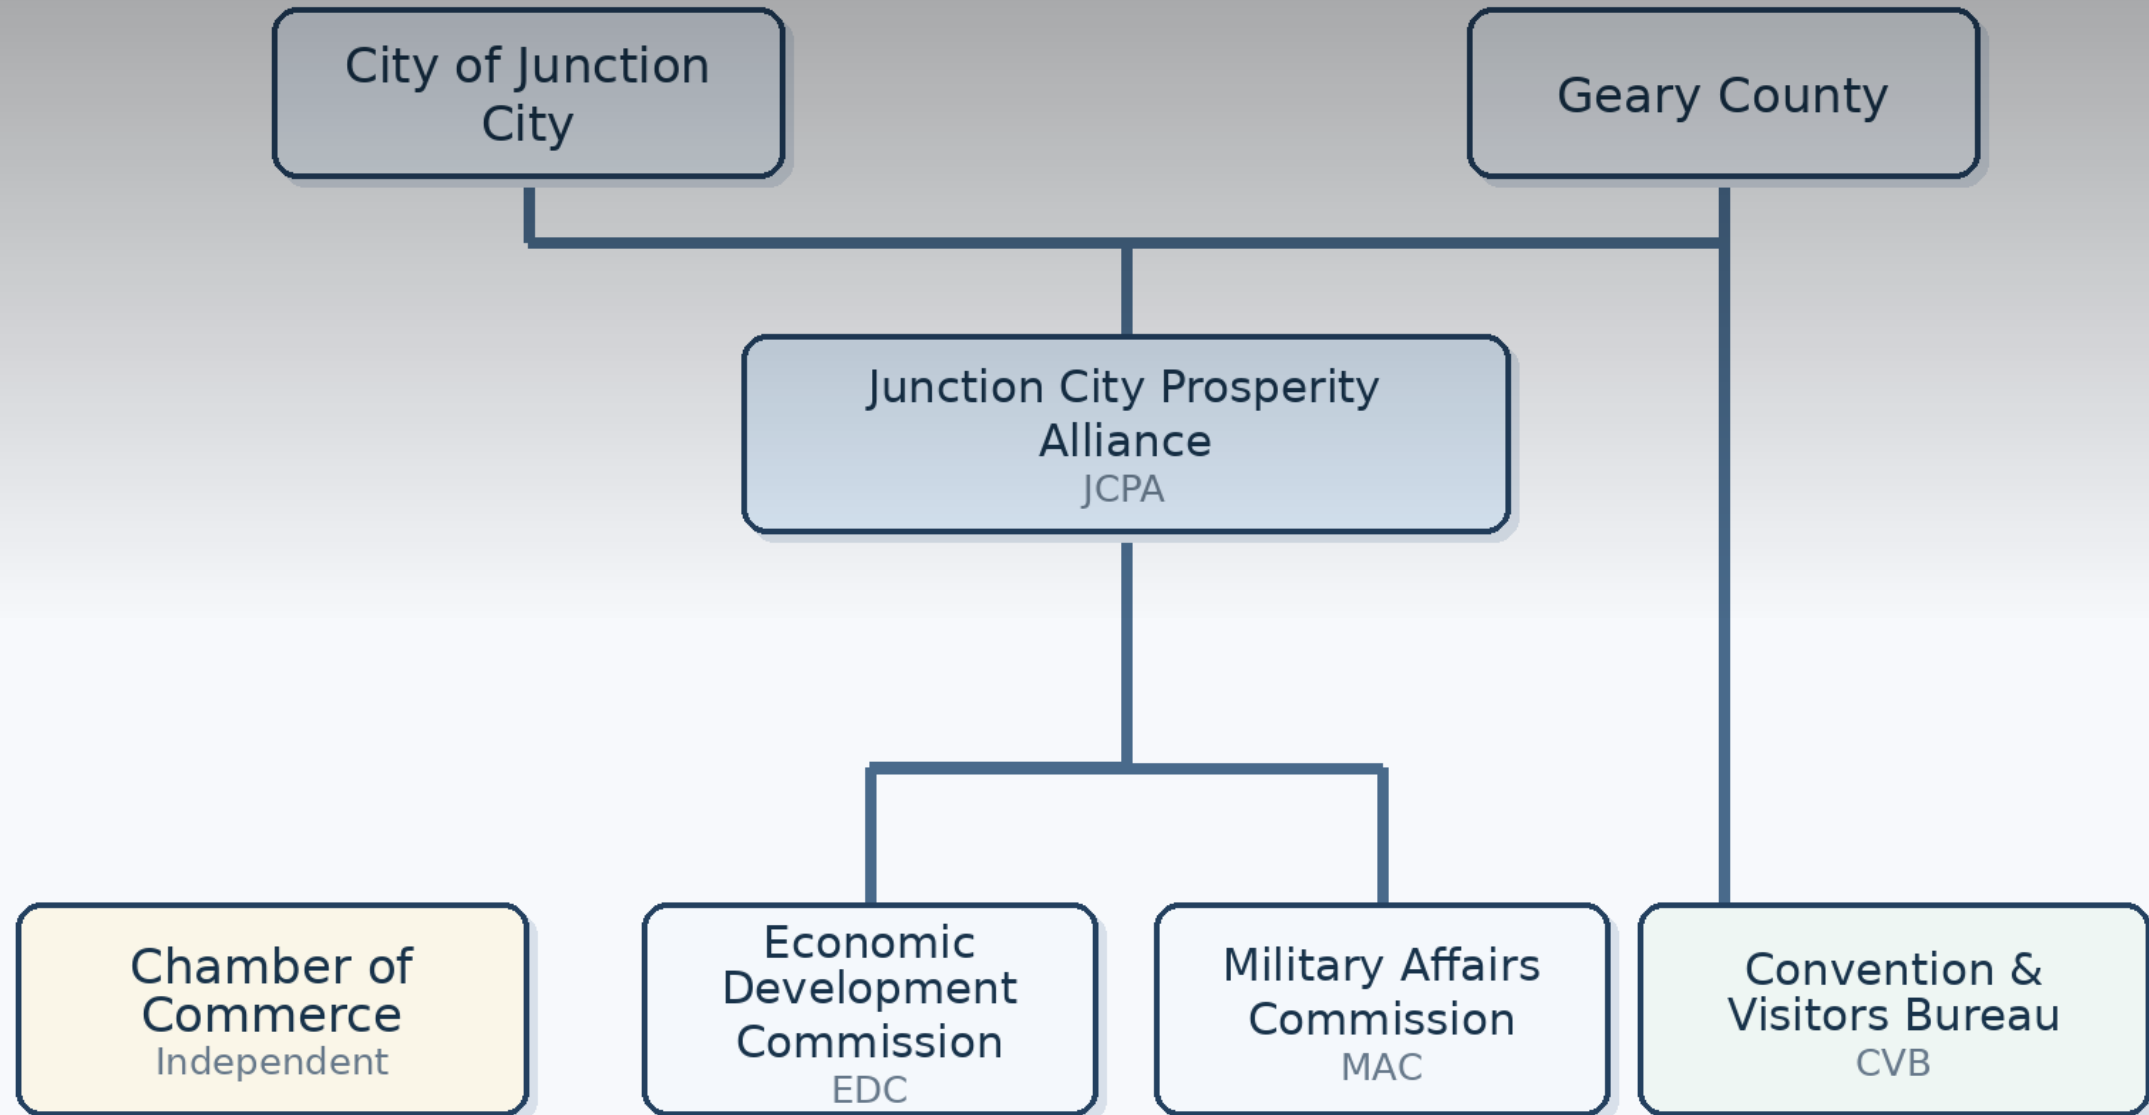 City of Junction
City
Geary County
Junction City Prosperity
Alliance
JCPA
Chamber of
Commerce
Independent
Economic
Development
Commission
EDC
Military Affairs
Commission
MAC
Convention &
Visitors Bureau
CVB